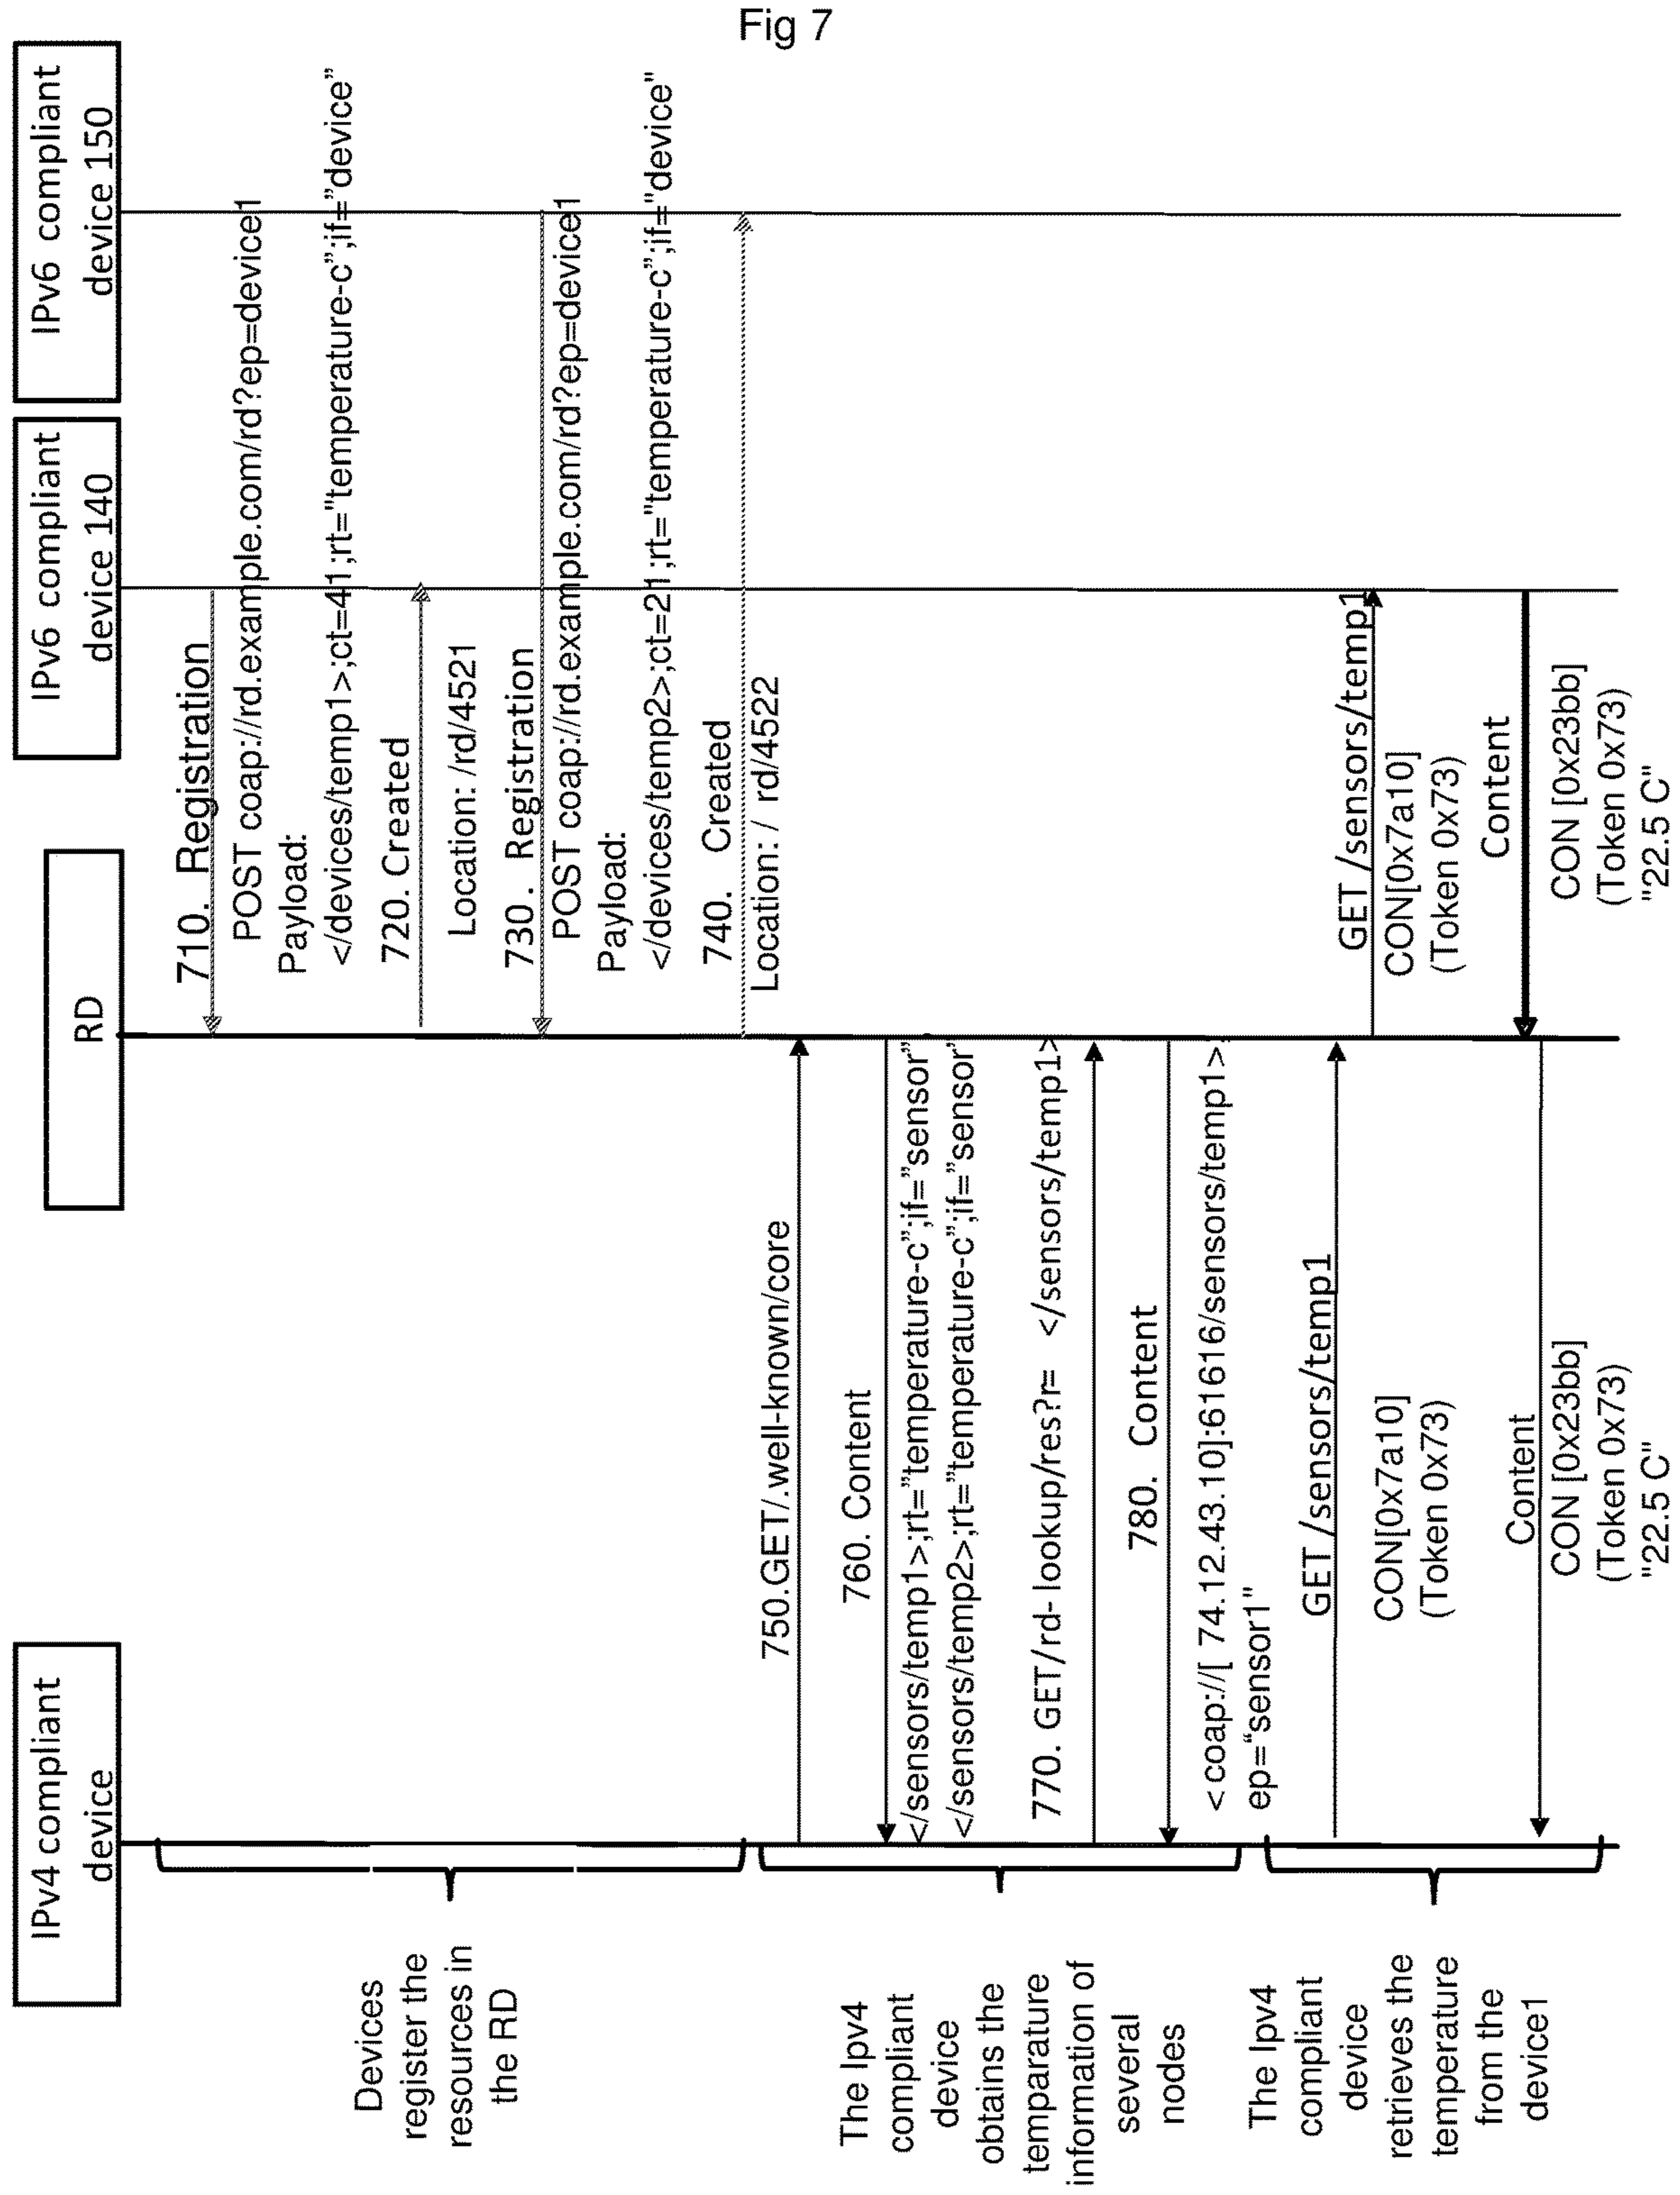 Fig 7
IPv4 compliant
device
RD
IPv6 compliant
device 140
IPv6 compliant
device 150
Devices
register the
resources in
the RD
710. Registration
POST coap://rd.example.com/rd?ep=device1
Payload:
</devices/temp1>;ct=41;rt="temperature-c";if="device"
720. Created
Location: /rd/4521
730. Registration
POST coap://rd.example.com/rd?ep=device1
Payload:
</devices/temp2>;ct=21;rt="temperature-c";if="device"
740. Created
Location: / rd/4522
The Ipv4
compliant
device
obtains the
temparature
information of
several
nodes
750.GET/.well-known/core
760. Content
</sensors/temp1>;rt="temperature-c";if="sensor"
</sensors/temp2>;rt="temperature-c";if="sensor"
770. GET/rd-lookup/res?r= </sensors/temp1>
780. Content
<coap://[ 74.12.43.10]:61616/sensors/temp1>;
ep="sensor1"
The Ipv4
compliant
device
retrieves the
temperature
from the
device1
GET /sensors/temp1
CON[0x7a10]
(Token 0x73)
GET /sensors/temp1
CON[0x7a10]
(Token 0x73)
Content
CON [0x23bb]
(Token 0x73)
"22.5 C"
Content
CON [0x23bb]
(Token 0x73)
"22.5 C"